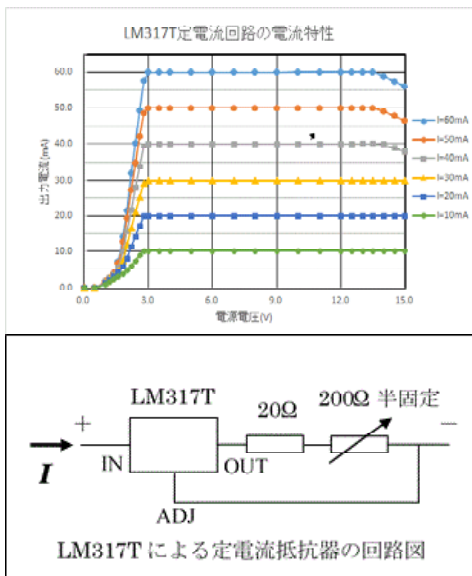 LM317T定電流回路の電流特性
60.0
50.0
40.0
30.0
20.0
10.0
0.0
出力電流(mA)
0.0 3.0 6.0 9.0 12.0 15.0
電源電圧(V)
I=60mA
I=50mA
I=40mA
I=30mA
I=20mA
I=10mA
LM317T
20Ω
200Ω 半固定
+
−
I
IN
OUT
ADJ
LM317T による定電流抵抗器の回路図